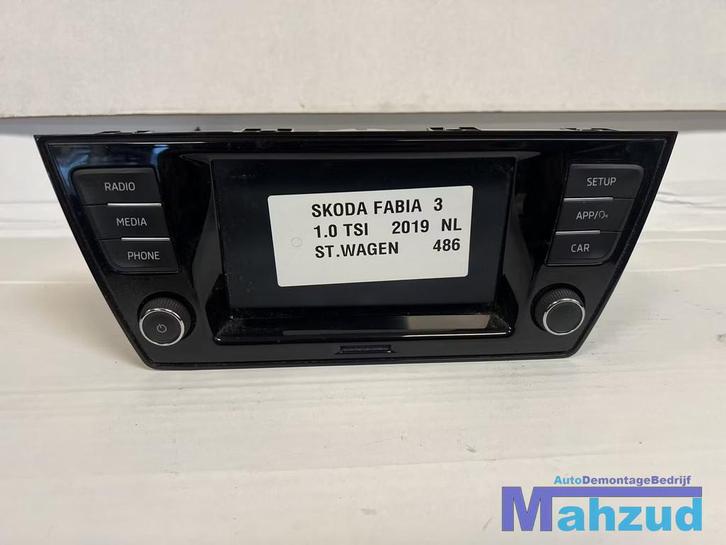 RADIO
MEDIA
PHONE
SKODA FABIA 3
1.0 TSI 2019 NL
ST.WAGEN 486
SETUP
APP/
CAR
AutoDemontageBedrijf
Mahzud